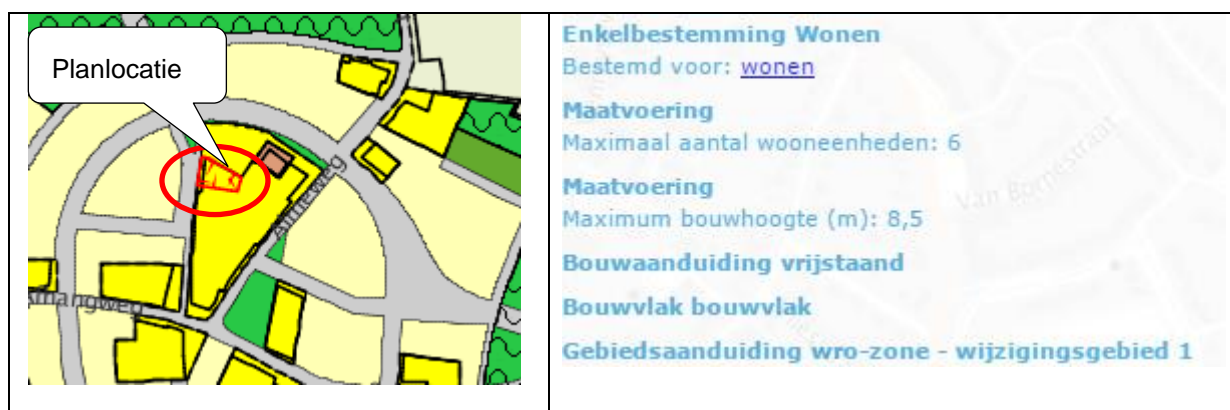 Planlocatie
Anneweg
Enkelbestemming Wonen
Bestemd voor: wonen
Maatvoering
Maximaal aantal wooneenheden: 6
Maatvoering
Maximum bouwhoogte (m): 8,5
Bouwaanduiding vrijstaand
Bouwvlak bouwvlak
Gebiedsaanduiding wro-zone - wijzigingsgebied 1